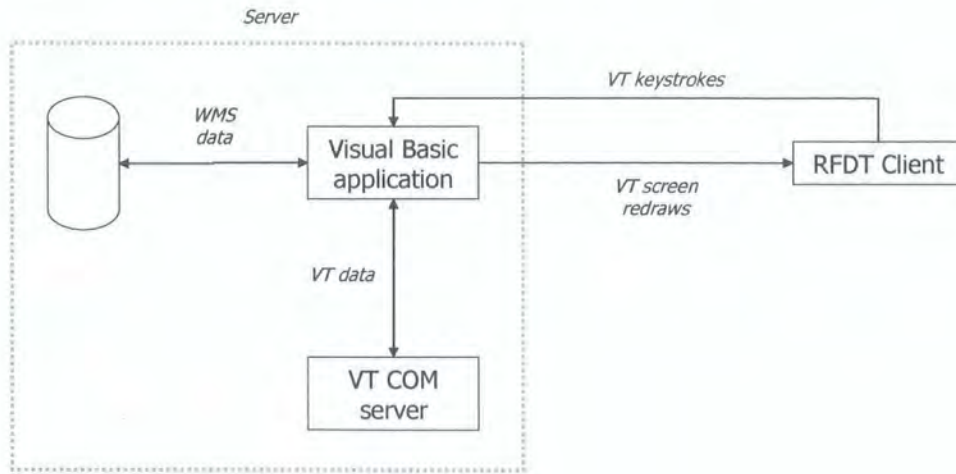 Server
VT keystrokes
WMS
data
Visual Basic
application
RFDT Client
VT screen
redraws
VT data
VT COM
server